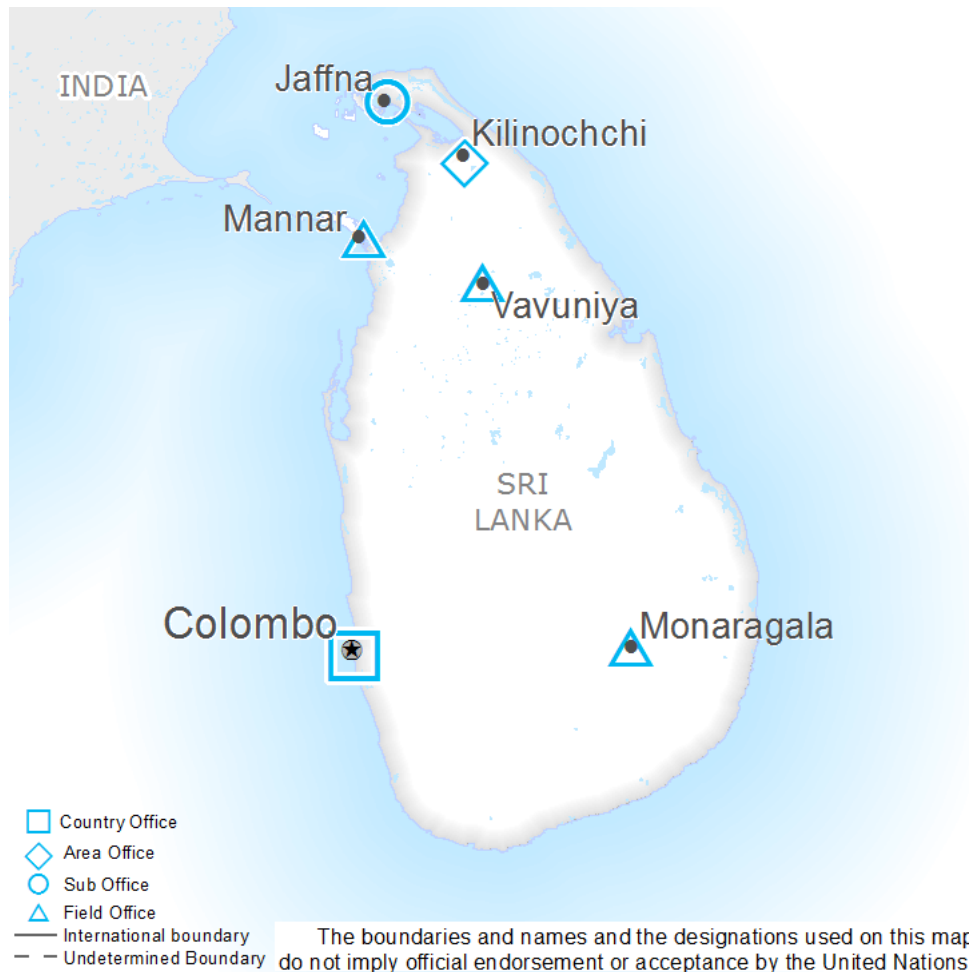 INDIA
Jaffna
Kilinochchi
Mannar
Vavuniya
SRI
LANKA
Colombo
Monaragala
Country Office
Area Office
Sub Office
Field Office
International boundary
Undetermined Boundary
The boundaries and names and the designations used on this map
do not imply official endorsement or acceptance by the United Nations